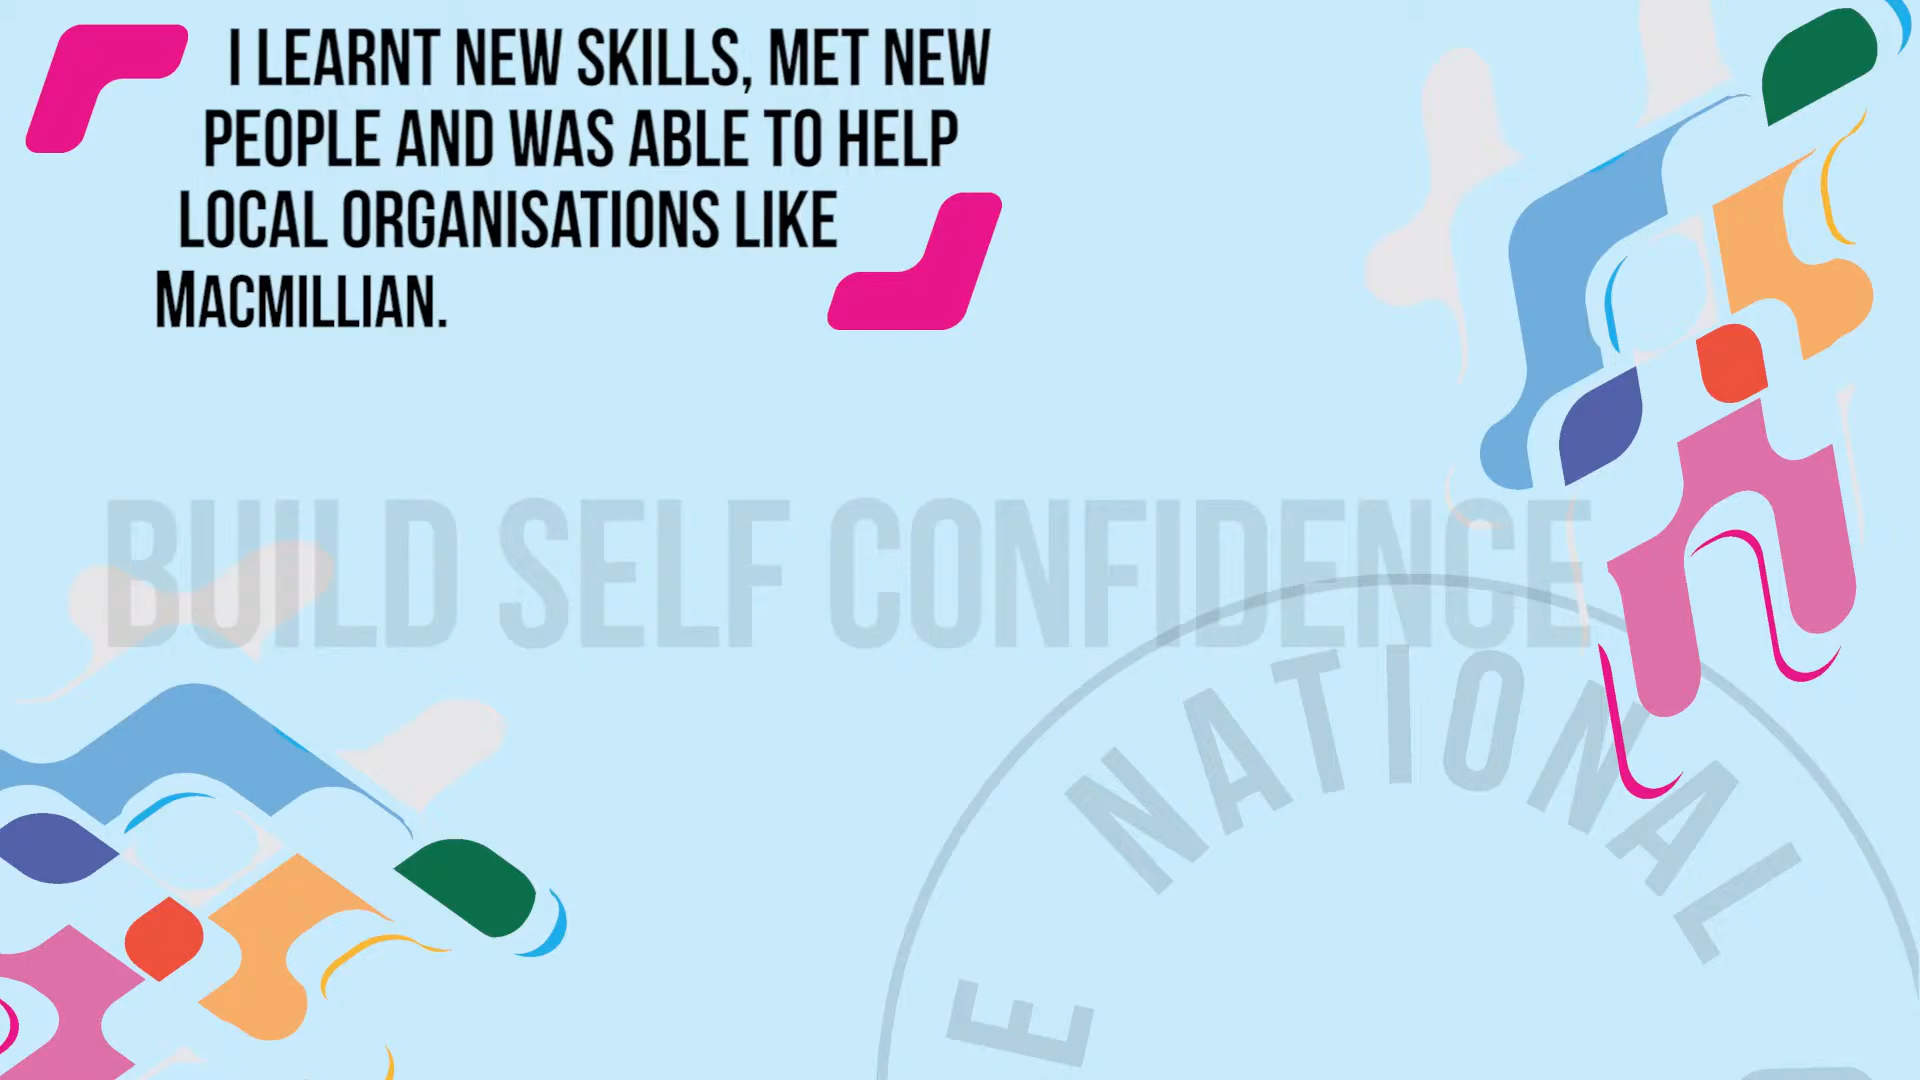 I LEARNT NEW SKILLS, MET NEW
PEOPLE AND WAS ABLE TO HELP
LOCAL ORGANISATIONS LIKE
MACMILLIAN.
BUILD SELF CONFIDENCE
NATIONAL